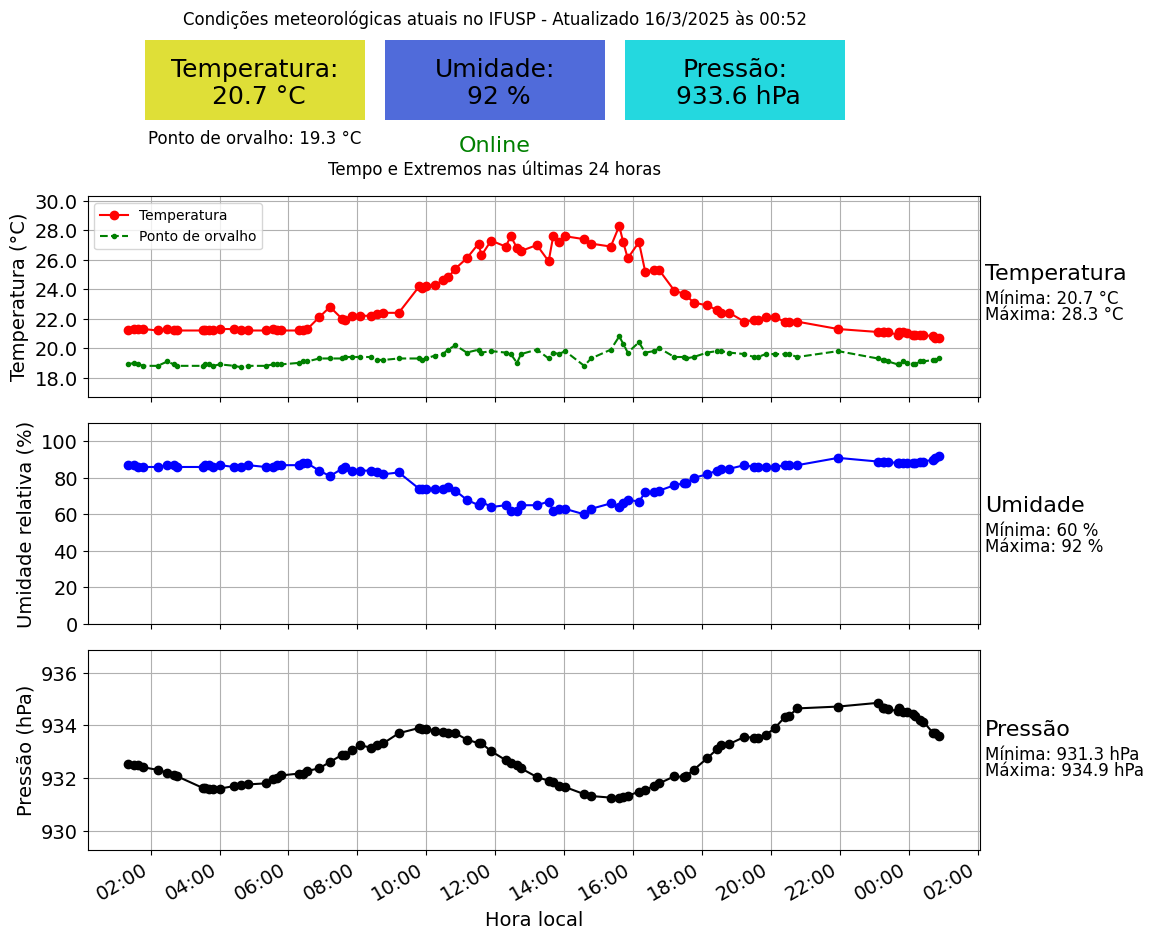 Condições meteorológicas atuais no IFUSP - Atualizado 16/3/2025 às 00:52
Temperatura:
20.7 °C
Umidade:
92 %
Pressão:
933.6 hPa
Ponto de orvalho: 19.3 °C
Online
Tempo e Extremos nas últimas 24 horas
Temperatura (°C)
30.0
28.0
26.0
24.0
22.0
20.0
18.0
Temperatura
Ponto de orvalho
Temperatura
Mínima: 20.7 °C
Máxima: 28.3 °C
Umidade relativa (%)
100
80
60
40
20
0
Umidade
Mínima: 60 %
Máxima: 92 %
Pressão (hPa)
936
934
932
930
Pressão
Mínima: 931.3 hPa
Máxima: 934.9 hPa
02:00
04:00
06:00
08:00
10:00
12:00
14:00
16:00
18:00
20:00
22:00
00:00
02:00
Hora local